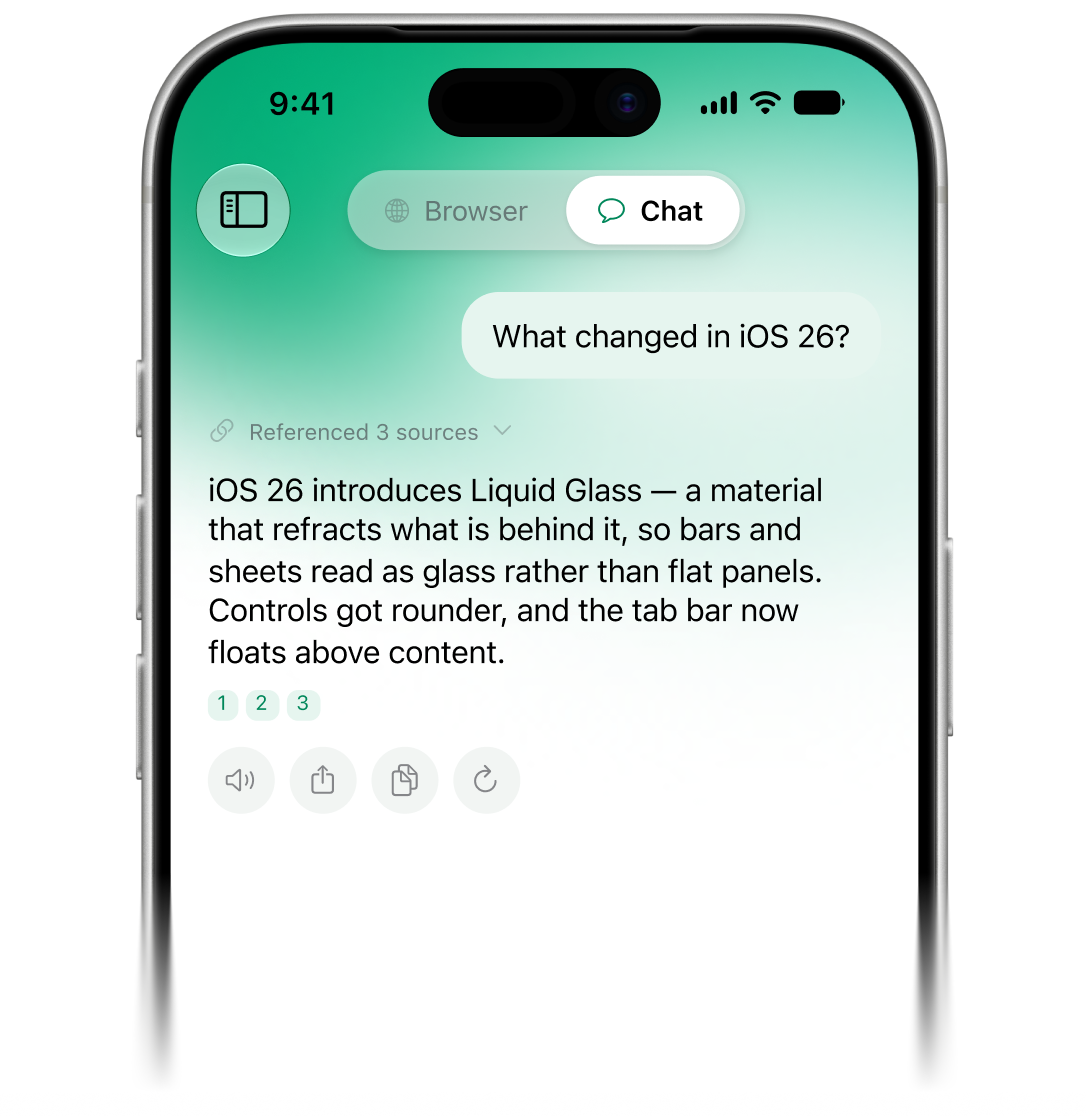 9:41
Browser
Chat
What changed in iOS 26?
Referenced 3 sources
iOS 26 introduces Liquid Glass — a material
that refracts what is behind it, so bars and
sheets read as glass rather than flat panels.
Controls got rounder, and the tab bar now
floats above content.
1 2 3